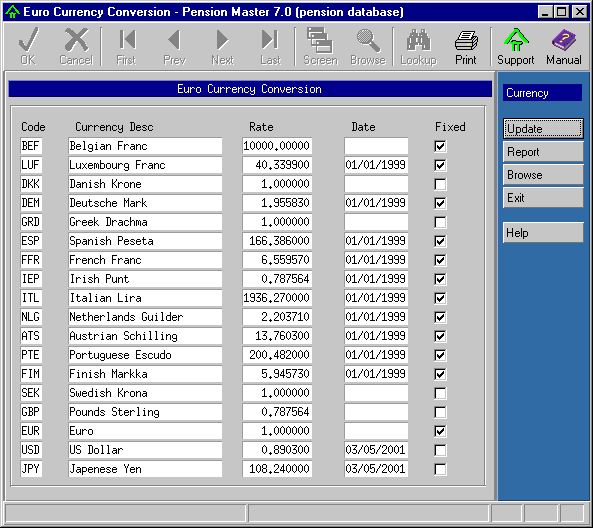 Euro Currency Conversion - Pension Master 7.0 (pension database)
OK Cancel First Prev Next Last Screen Browse Lookup Print Support Manual
Euro Currency Conversion
Currency
Code Currency Desc Rate Date Fixed
BEF Belgian Franc 10000.00000
LUF Luxembourg Franc 40.339900 01/01/1999
DKK Danish Krone 1.000000
DEM Deutsche Mark 1.955830 01/01/1999
GRD Greek Drachma 1.000000
ESP Spanish Peseta 166.386000 01/01/1999
FFR French Franc 6.559570 01/01/1999
IEP Irish Punt 0.787564 01/01/1999
ITL Italian Lira 1936.270000 01/01/1999
NLG Netherlands Guilder 2.203710 01/01/1999
ATS Austrian Schilling 13.760300 01/01/1999
PTE Portuguese Escudo 200.482000 01/01/1999
FIM Finish Markka 5.945730 01/01/1999
SEK Swedish Krona 1.000000
GBP Pounds Sterling 0.787564
EUR Euro 1.000000
USD US Dollar 0.890300 03/05/2001
JPY Japenese Yen 108.240000 03/05/2001
Update
Report
Browse
Exit
Help